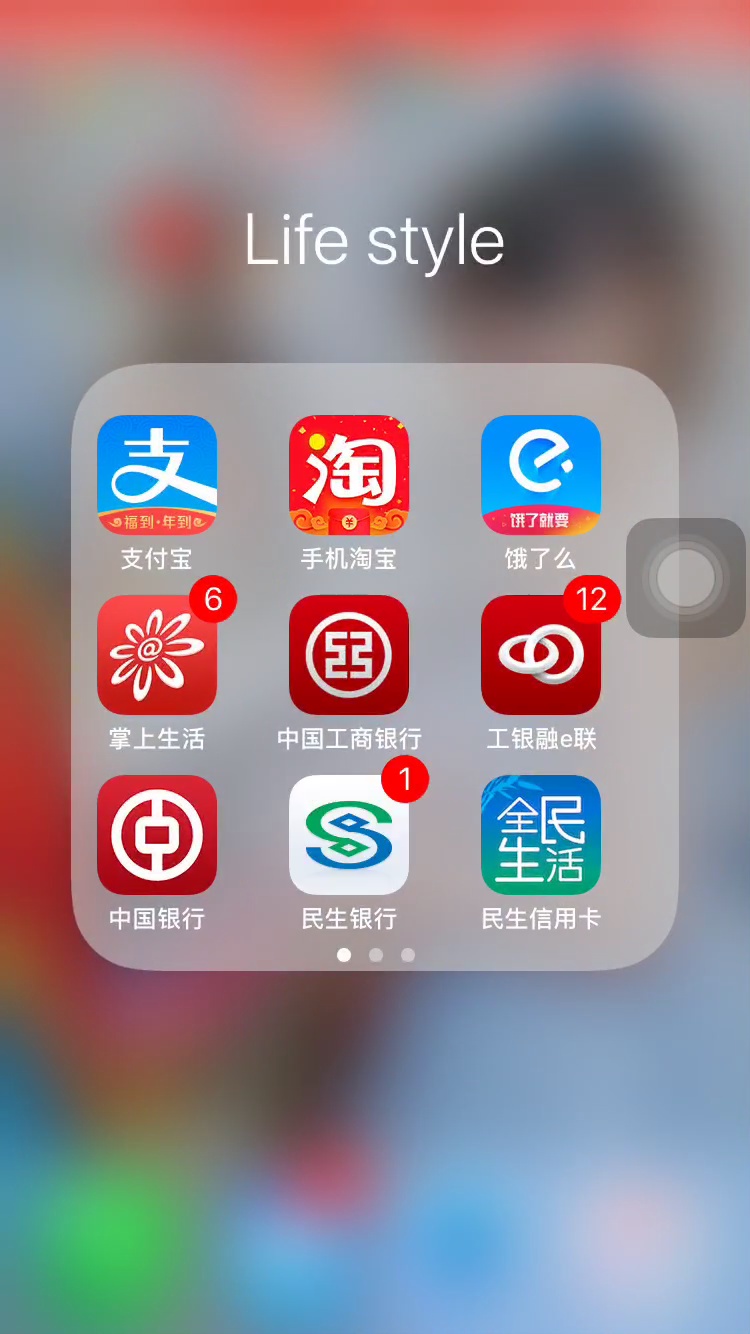 Life style
支
福到·年到
淘
饿了就要
支付宝
手机淘宝
饿了么
6
12
@
掌上生活
中国工商银行
工银融e联
1
全民
生活
中国银行
民生银行
民生信用卡